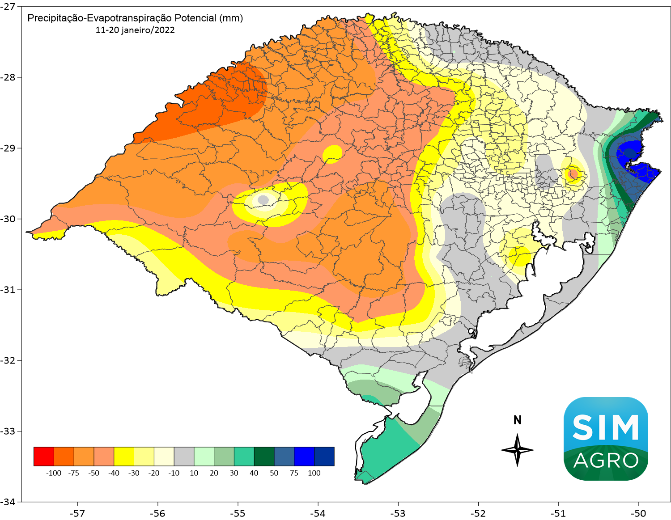 Precipitação-Evapotranspiração Potencial (mm)
11-20 janeiro/2022
-27
-28
-29
-30
-31
-32
-33
-34
N
SIM
AGRO
-100 -75 -50 -40 -30 -20 -10 10 20 30 40 50 75 100
-57 -56 -55 -54 -53 -52 -51 -50